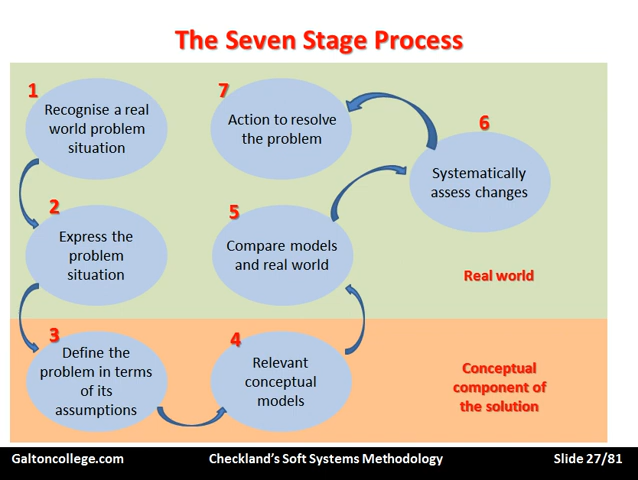 The Seven Stage Process
1
Recognise a real
world problem
situation
2
Express the
problem
situation
3
Define the
problem in terms
of its
assumptions
4
Relevant
conceptual
models
5
Compare models
and real world
6
Systematically
assess changes
7
Action to resolve
the problem
Real world
Conceptual
component of
the solution
Galtoncollege.com
Checkland's Soft Systems Methodology
Slide 27/81